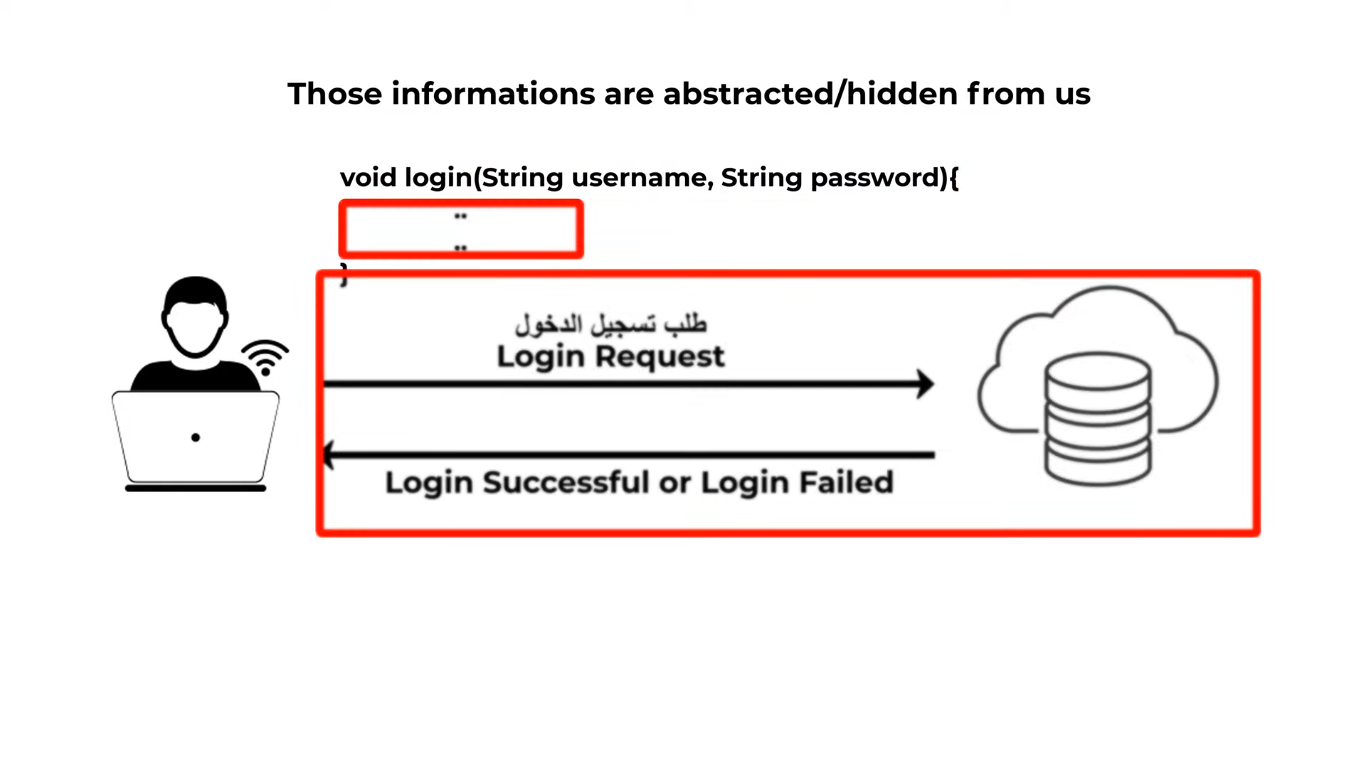 Those informations are abstracted/hidden from us
void login(String username, String password){
..
..
}
طلب تسجيل الدخول
Login Request
Login Successful or Login Failed